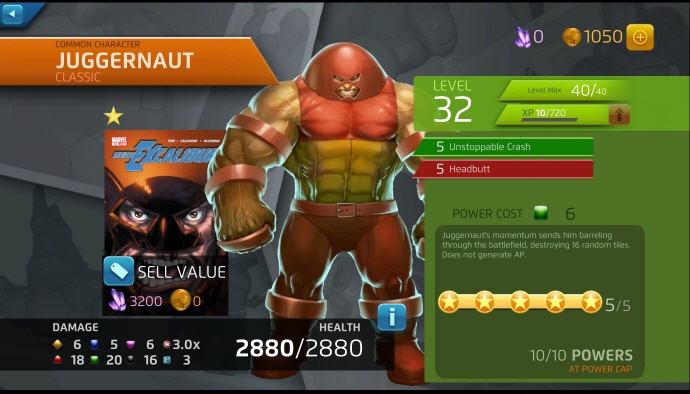 COMMON CHARACTER
JUGGERNAUT
CLASSIC
0
1050
LEVEL
32
Level Max 40/40
XP 10/720
5 Unstoppable Crash
5 Headbutt
POWER COST 6
Juggernaut's momentum sends him barreling
through the battlefield, destroying 16 random tiles.
Does not generate AP.
5/5
10/10 POWERS
AT POWER CAP
MARVEL
NEW EXCALIBUR
SELL VALUE
3200 0
DAMAGE
6 5 6 3.0x
18 20 16 3
HEALTH
2880/2880
i